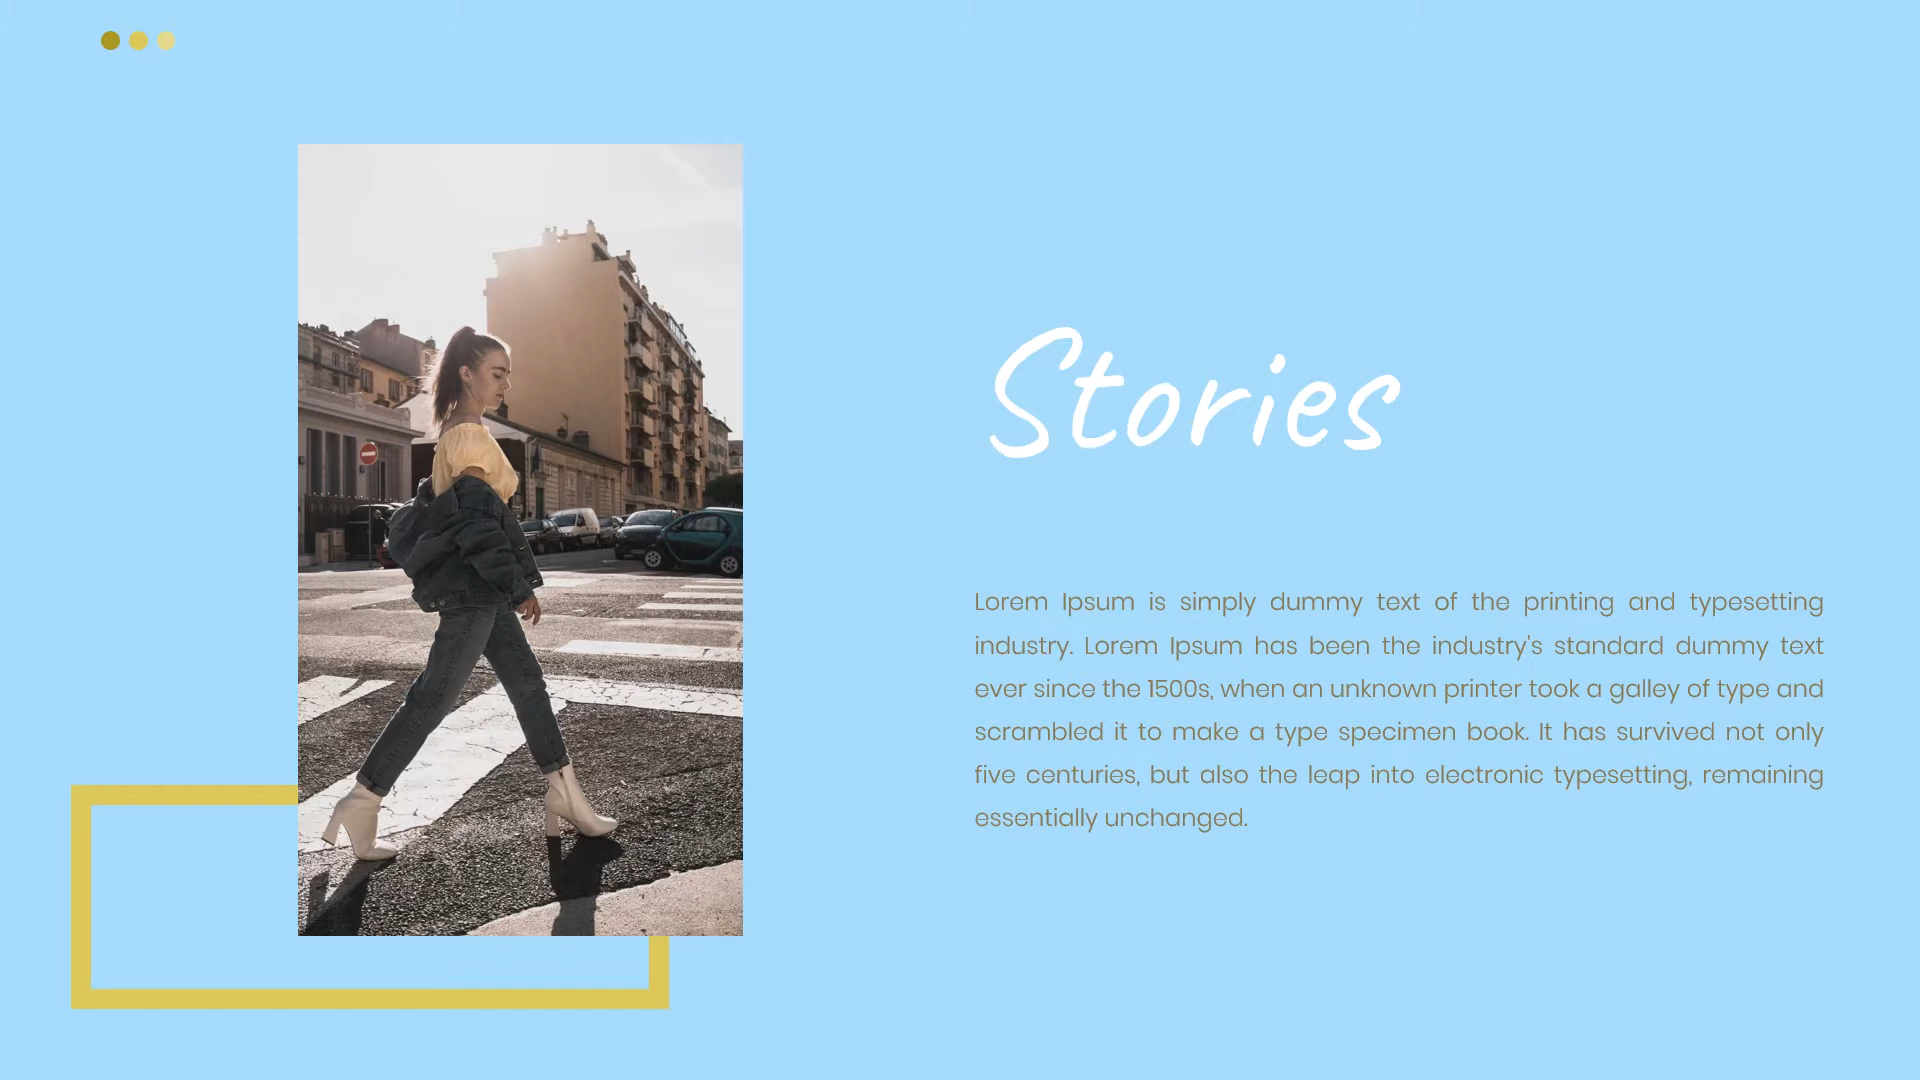 Stories
Lorem Ipsum is simply dummy text of the printing and typesetting
industry. Lorem Ipsum has been the industry's standard dummy text
ever since the 1500s, when an unknown printer took a galley of type and
scrambled it to make a type specimen book. It has survived not only
five centuries, but also the leap into electronic typesetting, remaining
essentially unchanged.